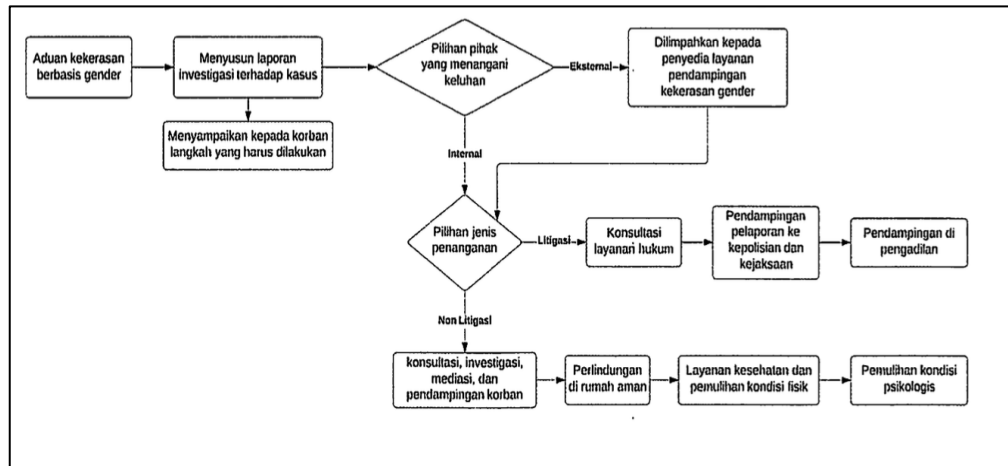 Aduan kekerasan
berbasis gender
Menyusun laporan
investigasi terhadap kasus
Menyampaikan kepada korban
langkah yang harus dilakukan
Pilihan pihak
yang menangani
keluhan
Eksternal
Dilimpahkan kepada
penyedia layanan
pendampingan
kekerasan gender
Internal
Pilihan jenis
penanganan
Litigasi
Konsultasi
layanan hukum
Pendampingan
pelaporan ke
kepolisian dan
kejaksaan
Pendampingan di
pengadilan
Non Litigasi
konsultasi, investigasi,
mediasi, dan
pendampingan korban
Perlindungan
di rumah aman
Layanan kesehatan dan
pemulihan kondisi fisik
Pemulihan kondisi
psikologis